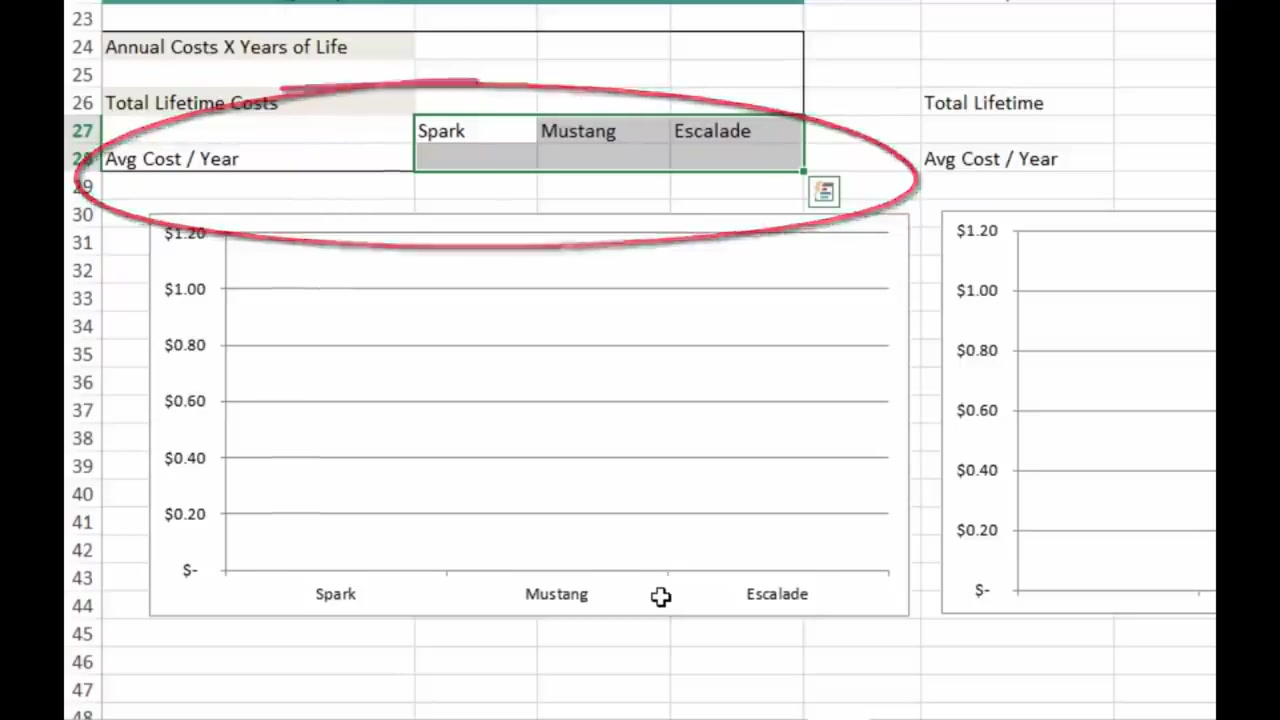 23
24 Annual Costs X Years of Life
25
26 Total Lifetime Costs Total Lifetime
27 Spark Mustang Escalade
28 Avg Cost / Year Avg Cost / Year
29
30
31 $1.20 $1.20
32
33 $1.00 $1.00
34
35 $0.80 $0.80
36
37 $0.60 $0.60
38
39 $0.40 $0.40
40
41 $0.20 $0.20
42
43 $- $-
44 Spark Mustang Escalade
45
46
47
48